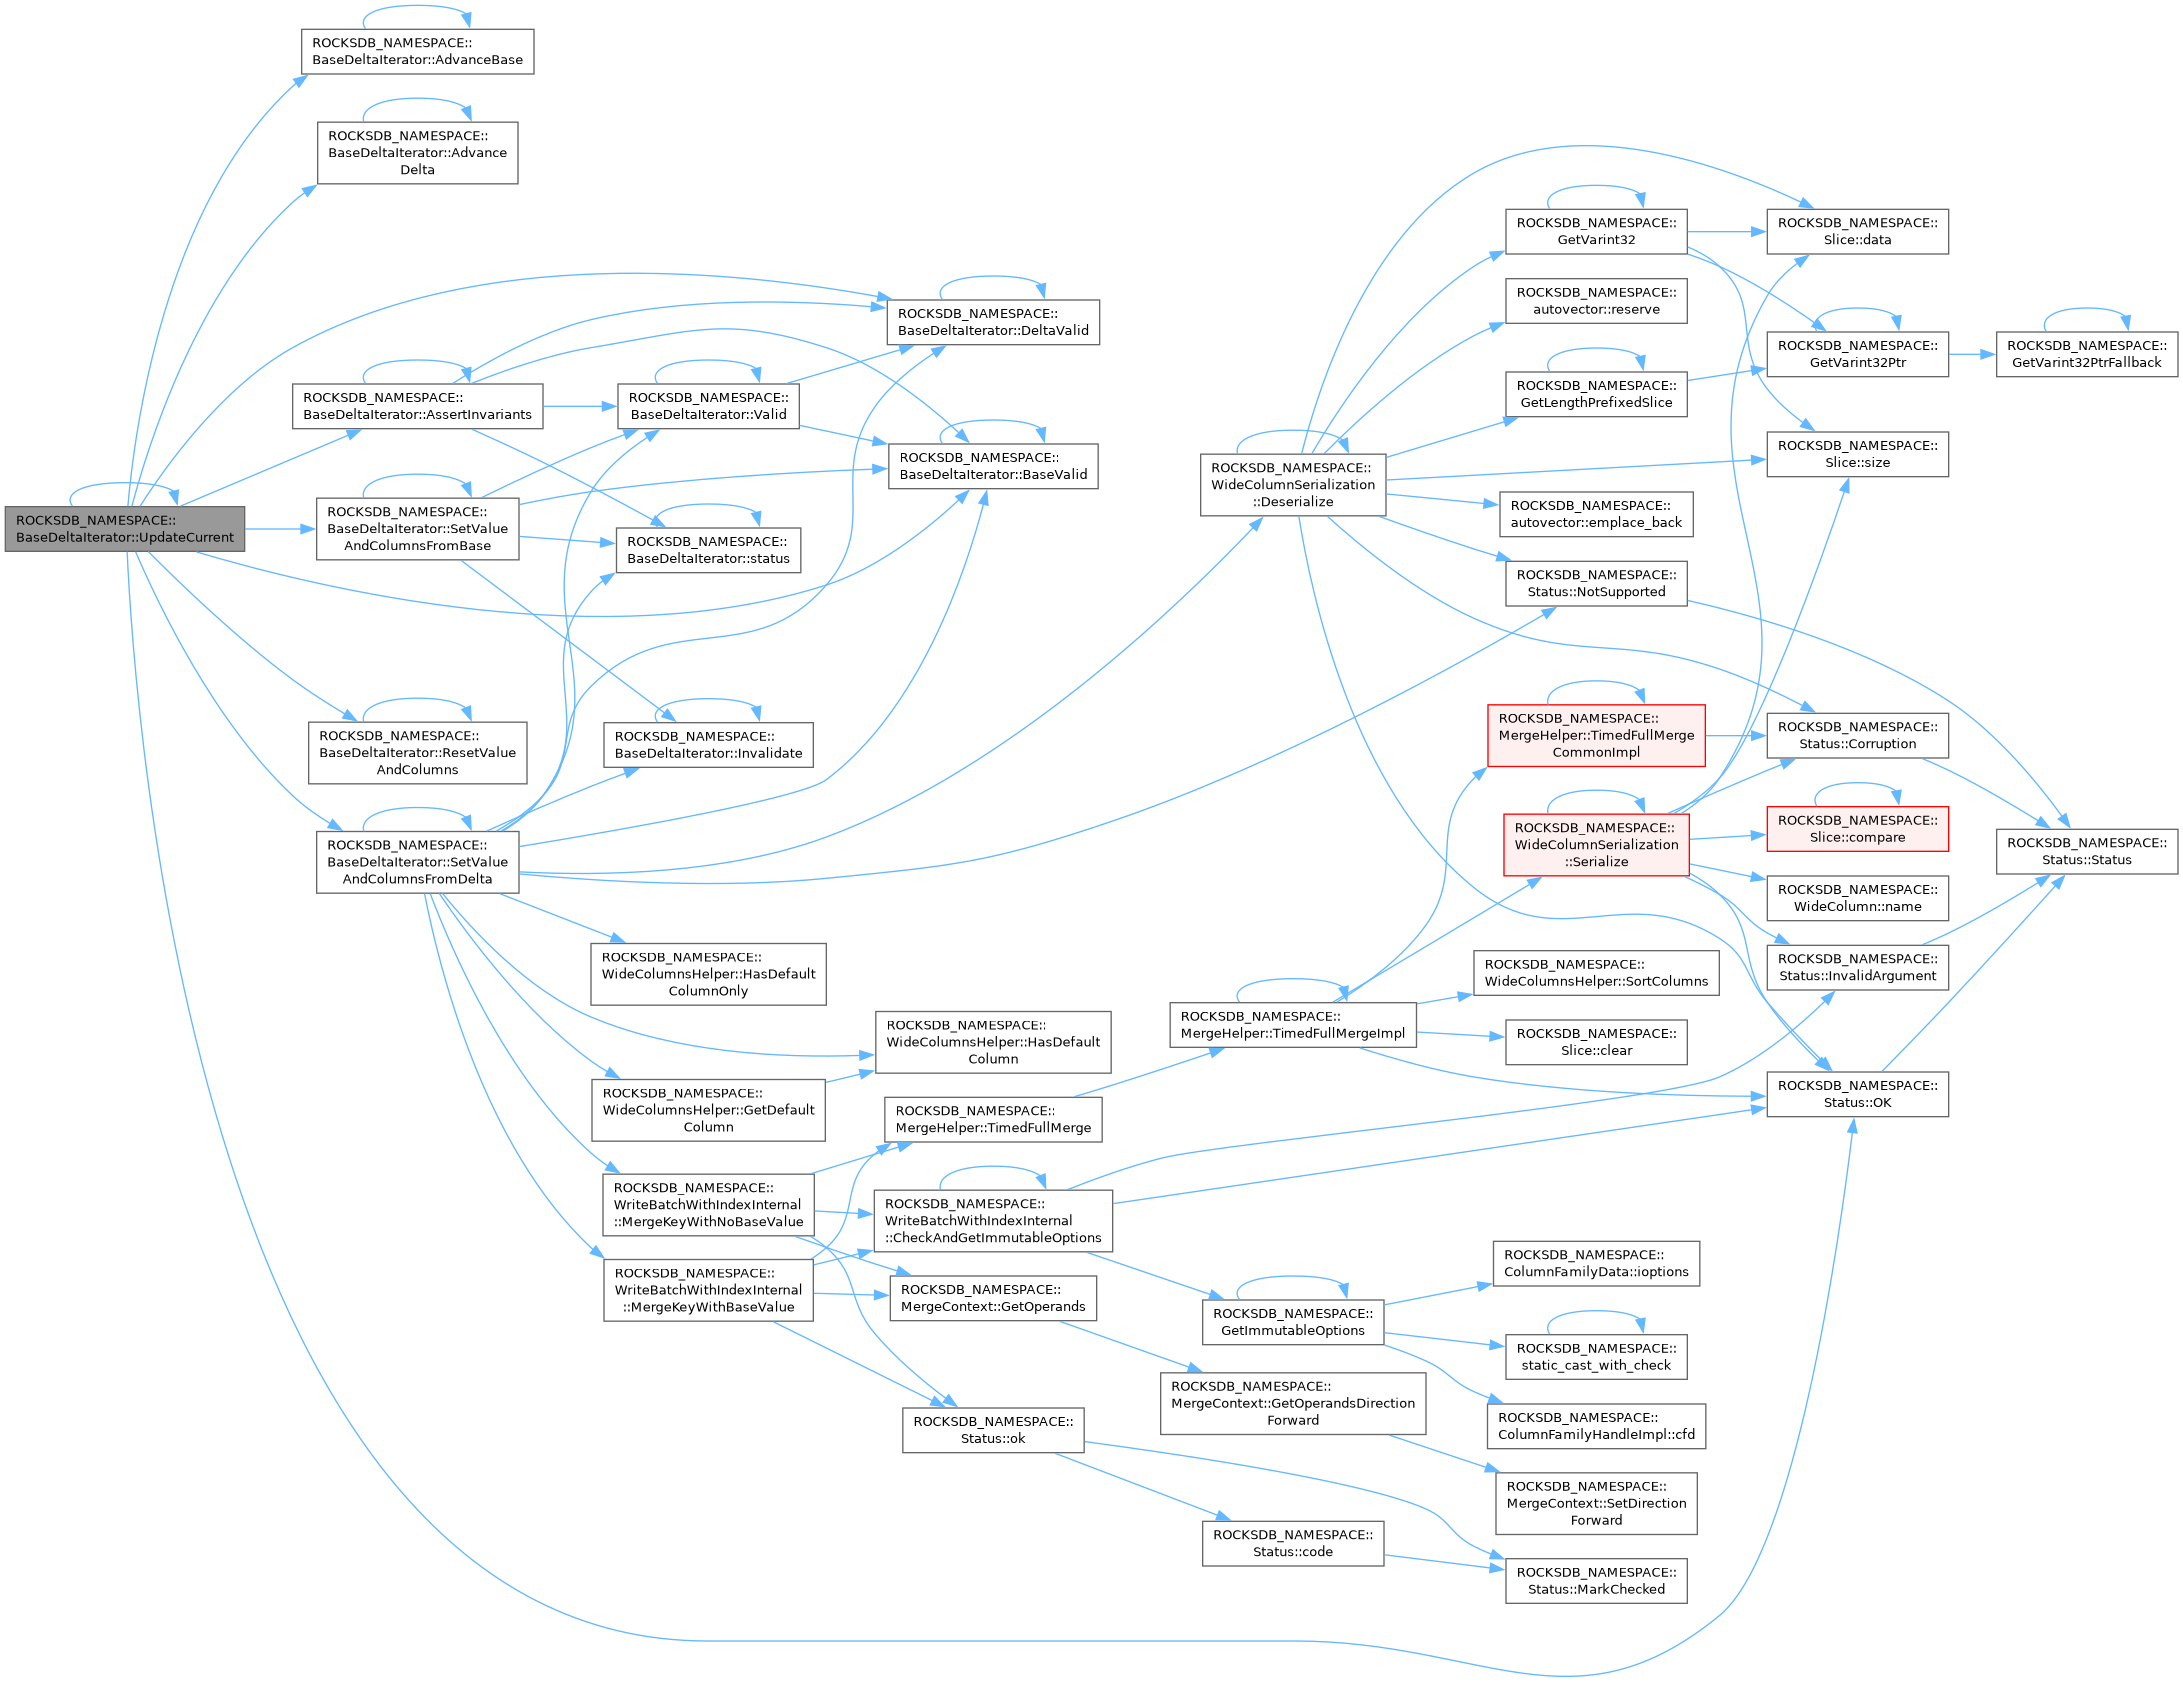 ROCKSDB_NAMESPACE::
BaseDeltaIterator::UpdateCurrent
ROCKSDB_NAMESPACE::
BaseDeltaIterator::AdvanceBase
ROCKSDB_NAMESPACE::
BaseDeltaIterator::Advance
Delta
ROCKSDB_NAMESPACE::
BaseDeltaIterator::AssertInvariants
ROCKSDB_NAMESPACE::
BaseDeltaIterator::SetValue
AndColumnsFromBase
ROCKSDB_NAMESPACE::
BaseDeltaIterator::ResetValue
AndColumns
ROCKSDB_NAMESPACE::
BaseDeltaIterator::SetValue
AndColumnsFromDelta
ROCKSDB_NAMESPACE::
BaseDeltaIterator::Valid
ROCKSDB_NAMESPACE::
BaseDeltaIterator::status
ROCKSDB_NAMESPACE::
BaseDeltaIterator::Invalidate
ROCKSDB_NAMESPACE::
WideColumnsHelper::HasDefault
ColumnOnly
ROCKSDB_NAMESPACE::
WideColumnsHelper::GetDefault
Column
ROCKSDB_NAMESPACE::
WriteBatchWithIndexInternal
::MergeKeyWithNoBaseValue
ROCKSDB_NAMESPACE::
WriteBatchWithIndexInternal
::MergeKeyWithBaseValue
ROCKSDB_NAMESPACE::
BaseDeltaIterator::DeltaValid
ROCKSDB_NAMESPACE::
BaseDeltaIterator::BaseValid
ROCKSDB_NAMESPACE::
WideColumnsHelper::HasDefault
Column
ROCKSDB_NAMESPACE::
MergeHelper::TimedFullMerge
ROCKSDB_NAMESPACE::
WriteBatchWithIndexInternal
::CheckAndGetImmutableOptions
ROCKSDB_NAMESPACE::
MergeContext::GetOperands
ROCKSDB_NAMESPACE::
Status::ok
ROCKSDB_NAMESPACE::
WideColumnSerialization
::Deserialize
ROCKSDB_NAMESPACE::
MergeHelper::TimedFullMergeImpl
ROCKSDB_NAMESPACE::
GetImmutableOptions
ROCKSDB_NAMESPACE::
MergeContext::GetOperandsDirection
Forward
ROCKSDB_NAMESPACE::
Status::code
ROCKSDB_NAMESPACE::
GetVarint32
ROCKSDB_NAMESPACE::
autovector::reserve
ROCKSDB_NAMESPACE::
GetLengthPrefixedSlice
ROCKSDB_NAMESPACE::
autovector::emplace_back
ROCKSDB_NAMESPACE::
Status::NotSupported
ROCKSDB_NAMESPACE::
MergeHelper::TimedFullMerge
CommonImpl
ROCKSDB_NAMESPACE::
WideColumnSerialization
::Serialize
ROCKSDB_NAMESPACE::
WideColumnsHelper::SortColumns
ROCKSDB_NAMESPACE::
Slice::clear
ROCKSDB_NAMESPACE::
ColumnFamilyData::ioptions
ROCKSDB_NAMESPACE::
static_cast_with_check
ROCKSDB_NAMESPACE::
ColumnFamilyHandleImpl::cfd
ROCKSDB_NAMESPACE::
MergeContext::SetDirection
Forward
ROCKSDB_NAMESPACE::
Status::MarkChecked
ROCKSDB_NAMESPACE::
Slice::data
ROCKSDB_NAMESPACE::
GetVarint32Ptr
ROCKSDB_NAMESPACE::
Slice::size
ROCKSDB_NAMESPACE::
Status::Corruption
ROCKSDB_NAMESPACE::
Slice::compare
ROCKSDB_NAMESPACE::
WideColumn::name
ROCKSDB_NAMESPACE::
Status::InvalidArgument
ROCKSDB_NAMESPACE::
Status::OK
ROCKSDB_NAMESPACE::
GetVarint32PtrFallback
ROCKSDB_NAMESPACE::
Status::Status